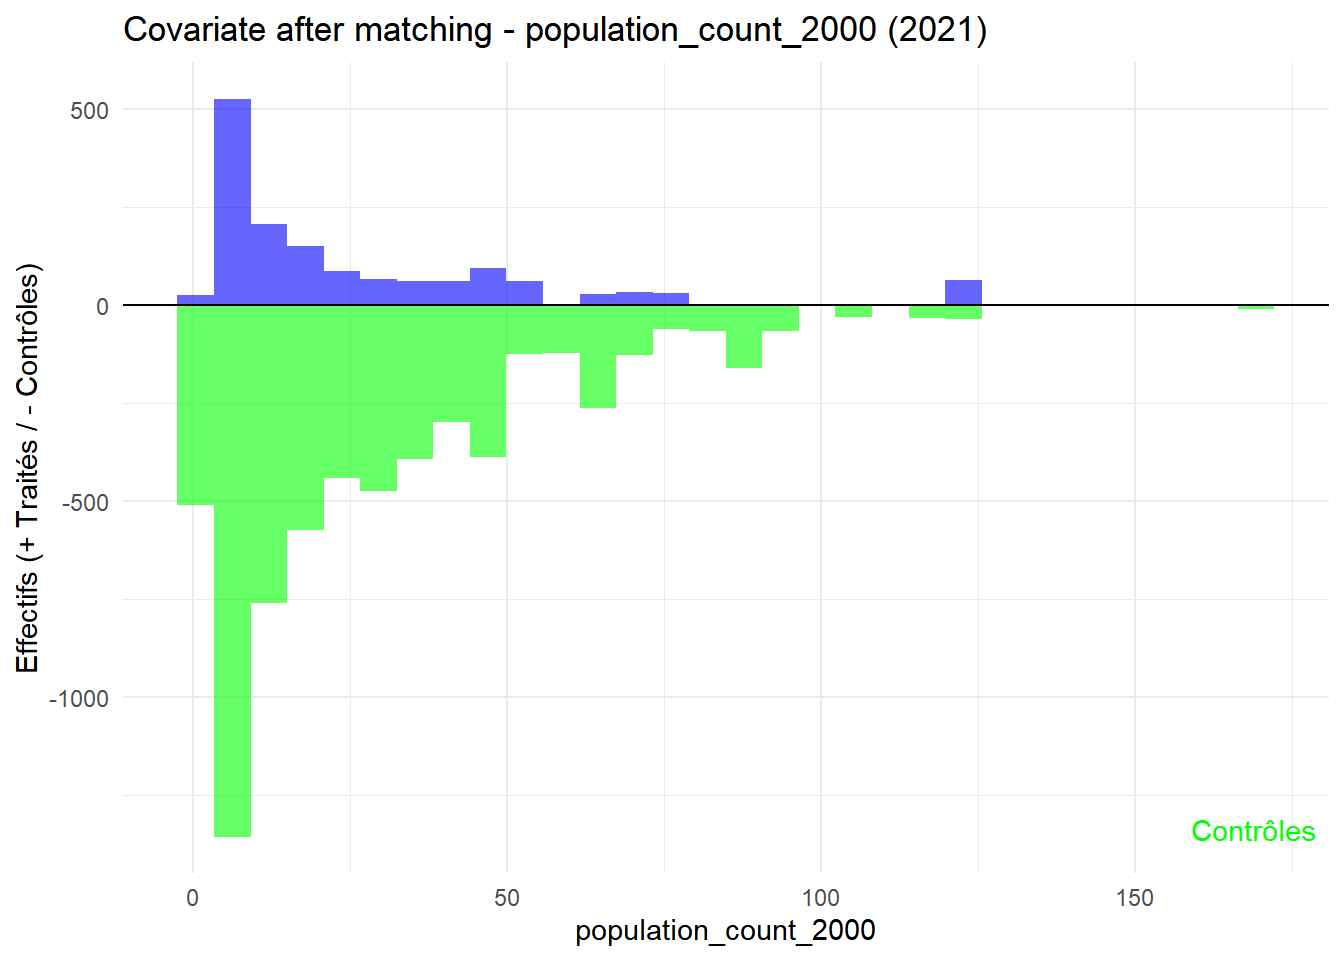 Covariate after matching - population_count_2000 (2021)
Effectifs (+ Traités / - Contrôles)
500
0
-500
-1000
Contrôles
0 50 100 150
population_count_2000